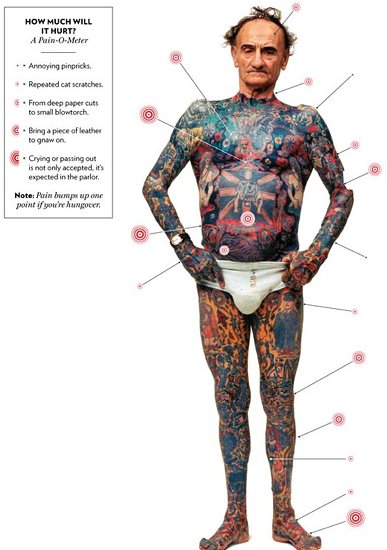 HOW MUCH WILL
IT HURT?
A Pain-O-Meter
Annoying pinpricks.
Repeated cat scratches.
From deep paper cuts
to small blowtorch.
Bring a piece of leather
to gnaw on.
Crying or passing out
is not only accepted, it's
expected in the parlor.
Note: Pain bumps up one
point if you're hungover.